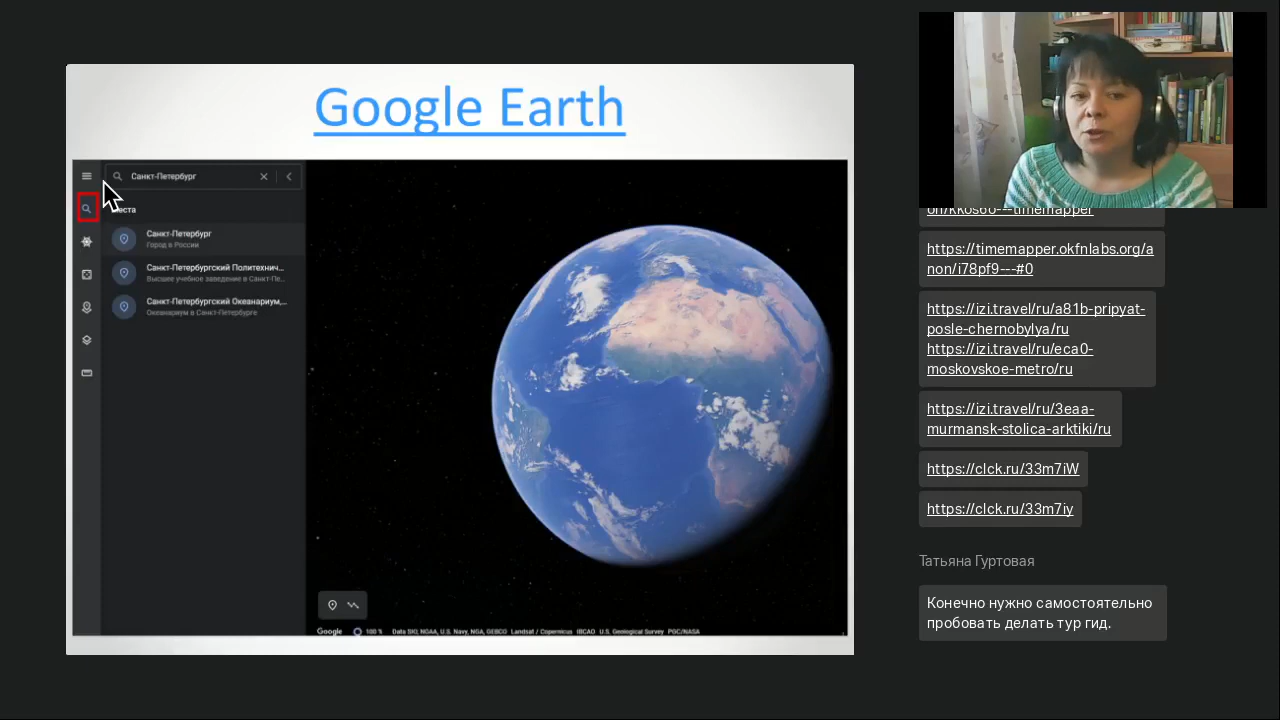 Google Earth
Санкт-Петербург
Места
Санкт-Петербург
Город в России
Санкт-Петербургский Политехнич...
Высшее учебное заведение в Санкт-Пе...
Санкт-Петербургский Океанариум,...
Океанариум в Санкт-Петербурге
Google 100 % Data SIO, NOAA, U.S. Navy, NGA, GEBCO Landsat / Copernicus IBCAO U.S. Geological Survey PGC/NASA
on/kkos60---timemapper
https://timemapper.okfnlabs.org/a
non/i78pf9---#0
https://izi.travel/ru/a81b-pripyat-
posle-chernobylya/ru
https://izi.travel/ru/eca0-
moskovskoe-metro/ru
https://izi.travel/ru/3eaa-
murmansk-stolica-arktiki/ru
https://clck.ru/33m7iW
https://clck.ru/33m7iy
Татьяна Гуртовая
Конечно нужно самостоятельно
пробовать делать тур гид.